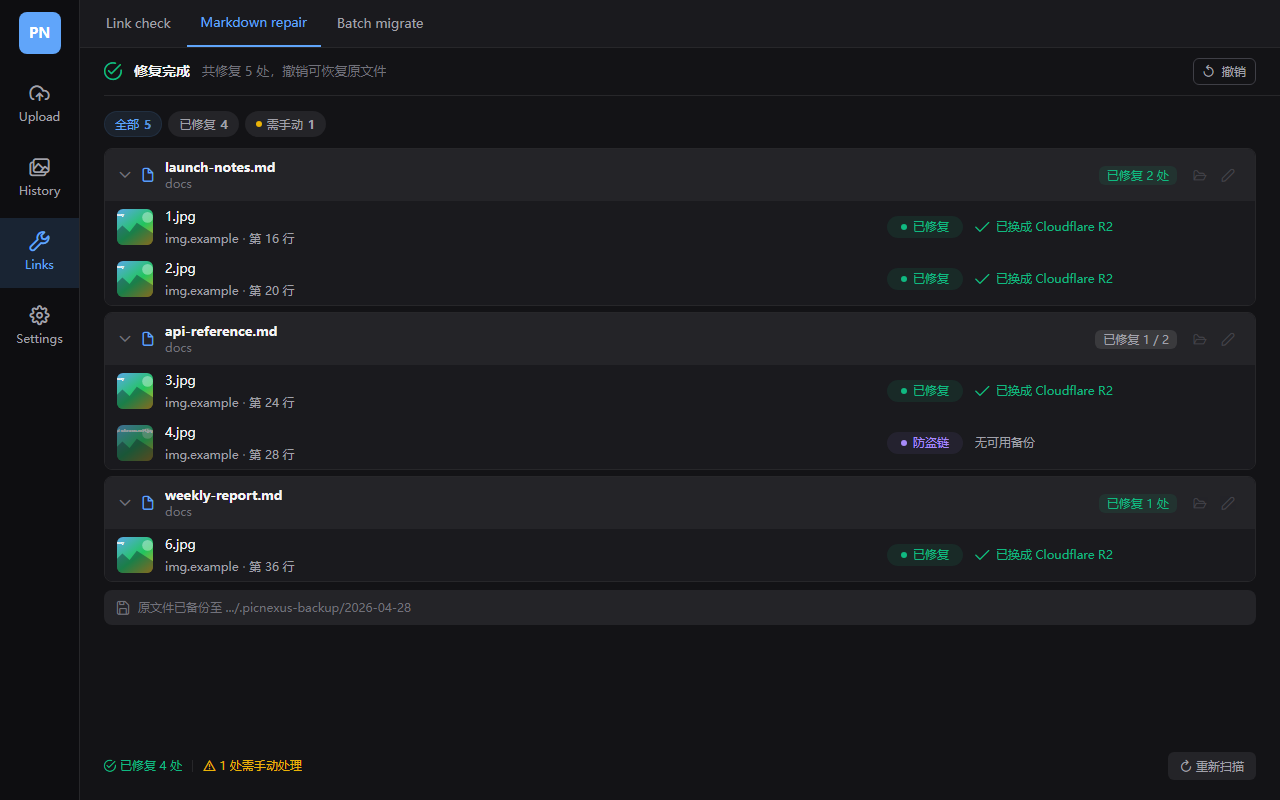 PN
Upload
History
Links
Settings
Link check
Markdown repair
Batch migrate
修复完成 共修复 5 处，撤销可恢复原文件
撤销
全部 5
已修复 4
需手动 1
launch-notes.md
docs
已修复 2 处
1.jpg
img.example · 第 16 行
已修复
已换成 Cloudflare R2
2.jpg
img.example · 第 20 行
已修复
已换成 Cloudflare R2
api-reference.md
docs
已修复 1 / 2
3.jpg
img.example · 第 24 行
已修复
已换成 Cloudflare R2
4.jpg
img.example · 第 28 行
防盗链
无可用备份
weekly-report.md
docs
已修复 1 处
6.jpg
img.example · 第 36 行
已修复
已换成 Cloudflare R2
原文件已备份至 .../.picnexus-backup/2026-04-28
已修复 4 处
1 处需手动处理
重新扫描